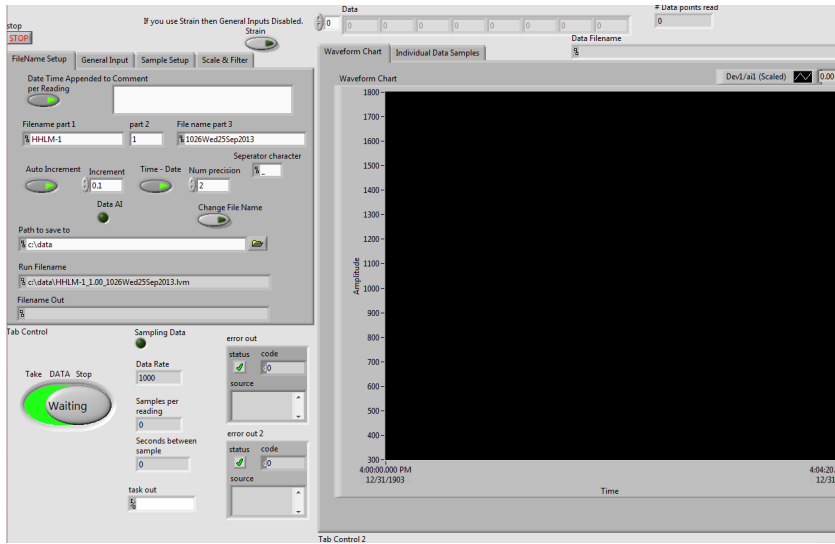 stop
STOP
If you use Strain then General Inputs Disabled.
Strain
Data
0 0 0 0 0 0 0 0 0
# Data points read
0
Data Filename
FileName Setup General Input Sample Setup Scale & Filter
Date Time Appended to Comment
per Reading
Filename part 1 part 2 File name part 3
HHLM-1 1 1026Wed25Sep2013
Seperator character
_
Auto Increment Increment Time - Date Num precision
0.1 2
Data AI
Change File Name
Path to save to
c:\data
Run Filename
c:\data\HHLM-1_1.00_1026Wed25Sep2013.lvm
Filename Out
Tab Control
Take DATA Stop
Waiting
Sampling Data
Data Rate
1000
Samples per
reading
0
Seconds between
sample
0
task out
error out
status code
0
source
error out 2
status code
0
source
Waveform Chart Individual Data Samples
Waveform Chart
Dev1/ai1 (Scaled) 0.00
Amplitude
1800
1700
1600
1500
1400
1300
1200
1100
1000
900
800
700
600
500
400
300
4:00:00.000 PM
12/31/1903
4:04:20.
12/31
Time
Tab Control 2